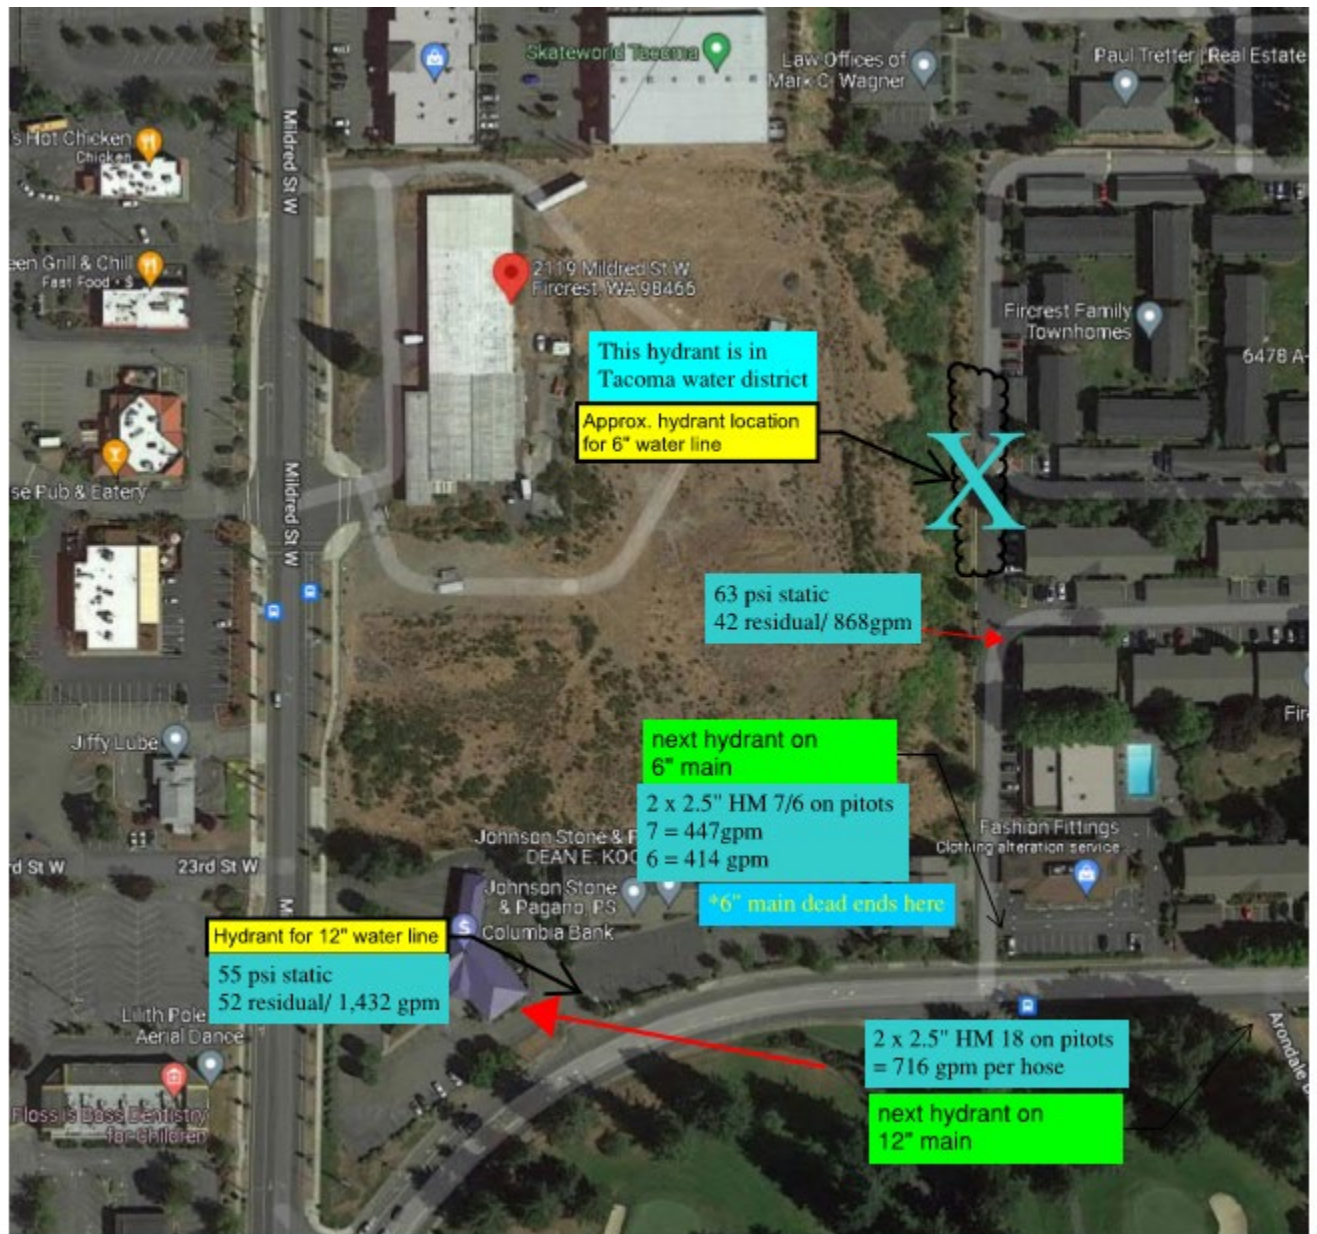 Skateworld Tacoma
Law Offices of
Mark C. Wagner
Paul Tretter | Real Estate
's Hot Chicken
Chicken
Mildred St W
een Grill & Chill
Fast Food • $
2119 Mildred St W,
Fircrest, WA 98466
Fircrest Family
Townhomes
6478 A-
This hydrant is in
Tacoma water district
Approx. hydrant location
for 6" water line
X
se Pub & Eatery
Mildred St W
63 psi static
42 residual/ 868gpm
Fir
Jiffy Lube
next hydrant on
6" main
2 x 2.5" HM 7/6 on pitots
7 = 447gpm
6 = 414 gpm
Johnson Stone & P
DEAN E. KOC
Fashion Fittings
Clothing alteration service
rd St W
23rd St W
M
Johnson Stone
& Pagano, PS
*6" main dead ends here
Columbia Bank
Hydrant for 12" water line
55 psi static
52 residual/ 1,432 gpm
Lilith Pole
Aerial Dance
2 x 2.5" HM 18 on pitots
= 716 gpm per hose
Arondale
next hydrant on
12" main
Floss is Boss Dentistry
for Children